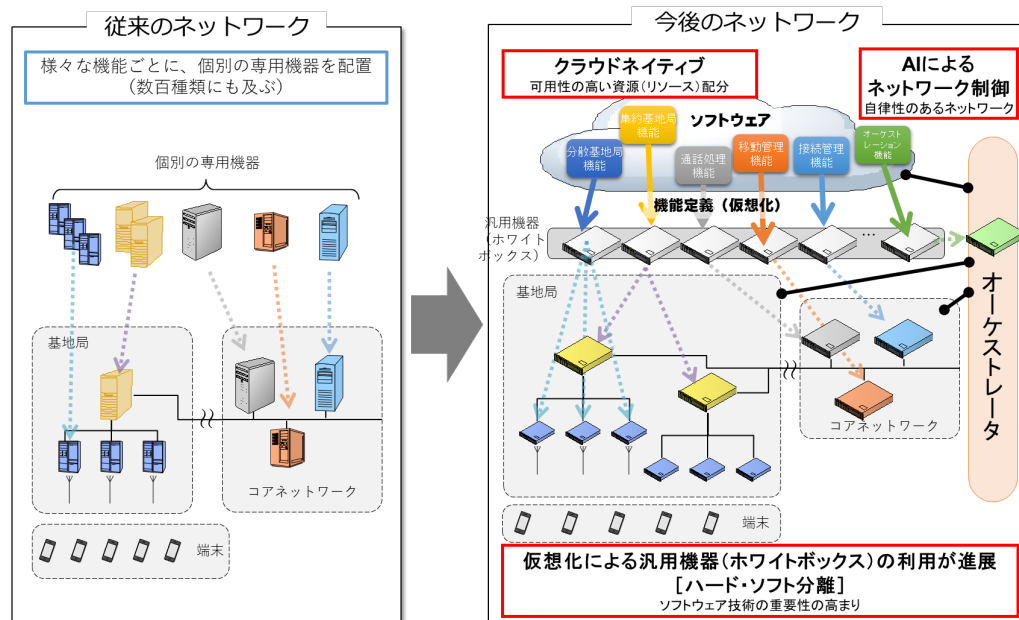 従来のネットワーク
様々な機能ごとに、個別の専用機器を配置
（数百種類にも及ぶ）
個別の専用機器
基地局
コアネットワーク
端末
今後のネットワーク
クラウドネイティブ
可用性の高い資源（リソース）配分
AIによる
ネットワーク制御
自律性のあるネットワーク
ソフトウェア
分散基地局
機能
集約基地局
機能
通話処理
機能
移動管理
機能
接続管理
機能
オーケスト
レーション
機能
機能定義（仮想化）
汎用機器
（ホワイト
ボックス）
…
基地局
コアネットワーク
オーケストレータ
端末
仮想化による汎用機器（ホワイトボックス）の利用が進展
［ハード・ソフト分離］
ソフトウェア技術の重要性の高まり